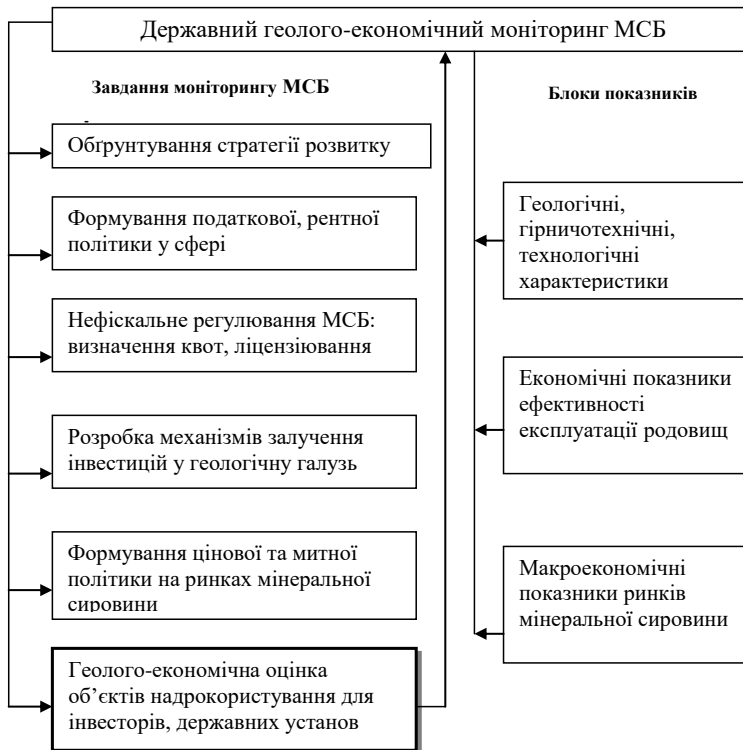 Державний геолого-економічний моніторинг МСБ
Завдання моніторингу МСБ
Обґрунтування стратегії розвитку
Формування податкової, рентної
політики у сфері
Нефіскальне регулювання МСБ:
визначення квот, ліцензіювання
Розробка механізмів залучення
інвестицій у геологічну галузь
Формування цінової та митної
політики на ринках мінеральної
сировини
Геолого-економічна оцінка
об’єктів надрокористування для
інвесторів, державних установ
Блоки показників
Геологічні,
гірничотехнічні,
технологічні
характеристики
Економічні показники
ефективності
експлуатації родовищ
Макроекономічні
показники ринків
мінеральної сировини